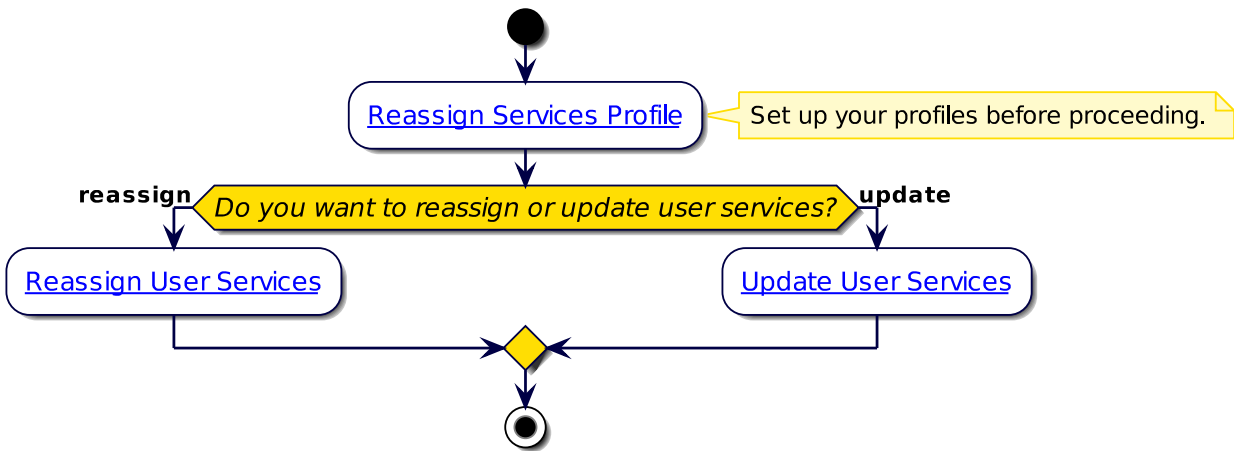 Reassign Services Profile
Set up your profiles before proceeding.
reassign
Do you want to reassign or update user services?
update
Reassign User Services
Update User Services